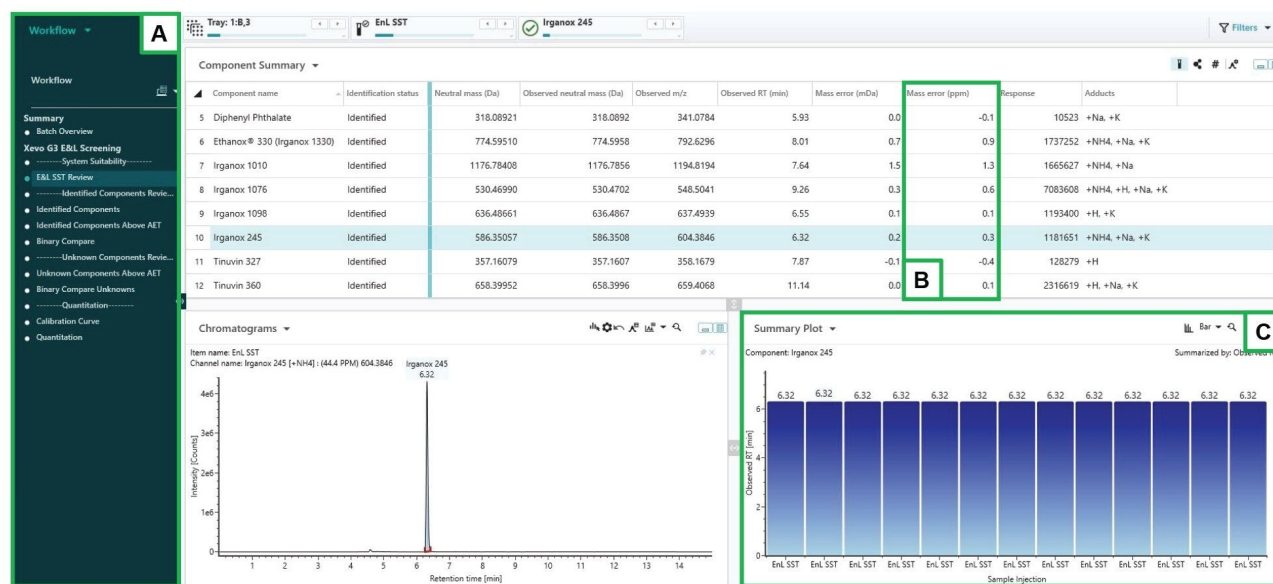 Workflow
A
Workflow
Summary
Batch Overview
Xevo G3 E&L Screening
--------System Suitability--------
E&L SST Review
--------Identified Components Revie...
Identified Components
Identified Components Above AET
Binary Compare
--------Unknown Components Revie...
Unknown Components Above AET
Binary Compare Unknowns
--------Quantitation--------
Calibration Curve
Quantitation
Tray: 1:B,3
EnL SST
Irganox 245
Filters
Component Summary
Component name Identification status Neutral mass (Da) Observed neutral mass (Da) Observed m/z Observed RT (min) Mass error (mDa) Mass error (ppm) Response Adducts
5 Diphenyl Phthalate 318.08921 318.0892 341.0784 5.93 0.0 -0.1 10523 +Na, +K
6 Ethanox® 330 (Irganox 1330) Identified 774.59510 774.5958 792.6296 8.01 0.7 0.9 1737252 +NH4, +Na, +K
7 Irganox 1010 Identified 1176.78408 1176.7856 1194.8194 7.64 1.5 1.3 1665627 +NH4, +Na
8 Irganox 1076 Identified 530.46990 530.4702 548.5041 9.26 0.3 0.6 7083608 +NH4, +H, +Na, +K
9 Irganox 1098 Identified 636.48661 636.4867 637.4939 6.55 0.1 0.1 1193400 +H, +K
10 Irganox 245 Identified 586.35057 586.3508 604.3846 6.32 0.2 0.3 1181651 +NH4, +Na, +K
11 Tinuvin 327 Identified 357.16079 357.1607 358.1679 7.87 -0.1 -0.4 128279 +H
12 Tinuvin 360 Identified 658.39952 658.3996 659.4068 11.14 0.0 0.1 2316619 +H, +Na, +K
B
Chromatograms
Item name: EnL SST
Channel name: Irganox 245 [+NH4] : (44.4 PPM) 604.3846
Irganox 245
6.32
4e6
3e6
2e6
1e6
0
Intensity [Counts]
1 2 3 4 5 6 7 8 9 10 11 12 13 14
Retention time [min]
Summary Plot
Bar
C
Component: Irganox 245
Summarized by: Observed
6.32 6.32 6.32 6.32 6.32 6.32 6.32 6.32 6.32 6.32 6.32 6.32 6.32
6
4
2
Observed RT [min]
EnL SST EnL SST EnL SST EnL SST EnL SST EnL SST EnL SST EnL SST EnL SST EnL SST EnL SST EnL SST EnL SST
Sample Injection